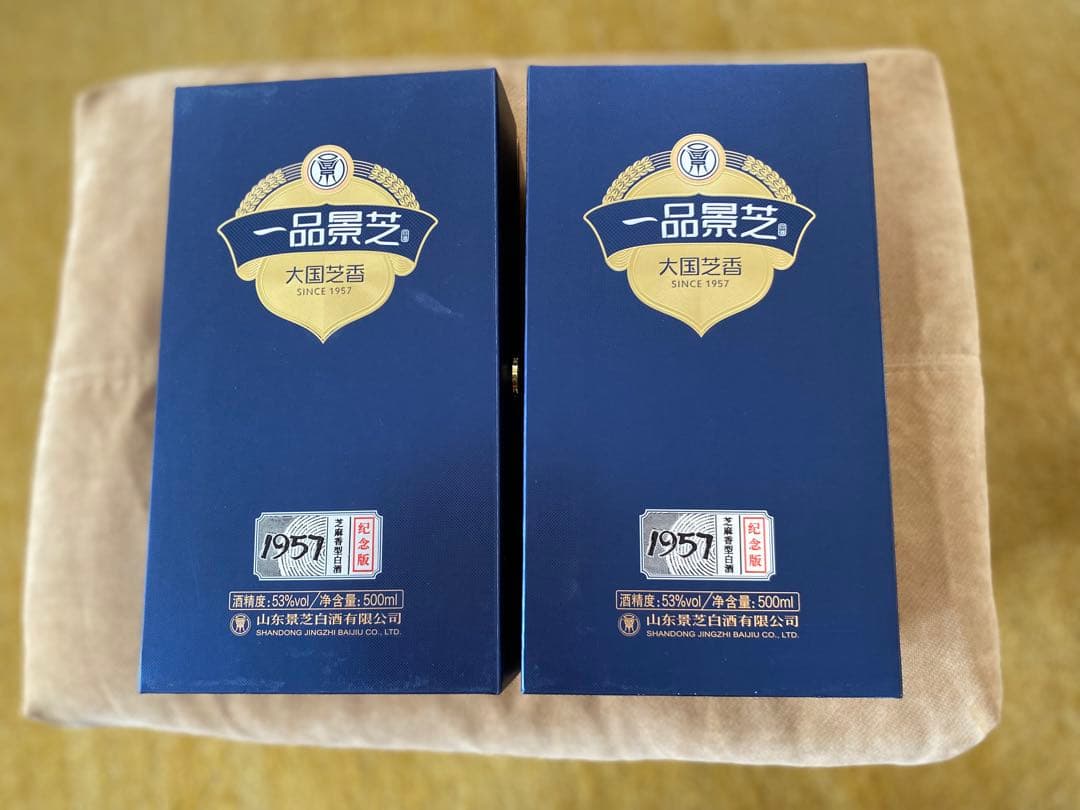 景
一品景芝
大国芝香
SINCE 1957
1957
芝麻香型白酒
纪念版
酒精度:53%vol/净含量:500ml
山东景芝白酒有限公司
SHANDONG JINGZHI BAIJIU CO., LTD.
景
一品景芝
大国芝香
SINCE 1957
1957
芝麻香型白酒
纪念版
酒精度:53%vol/净含量:500ml
山东景芝白酒有限公司
SHANDONG JINGZHI BAIJIU CO., LTD.